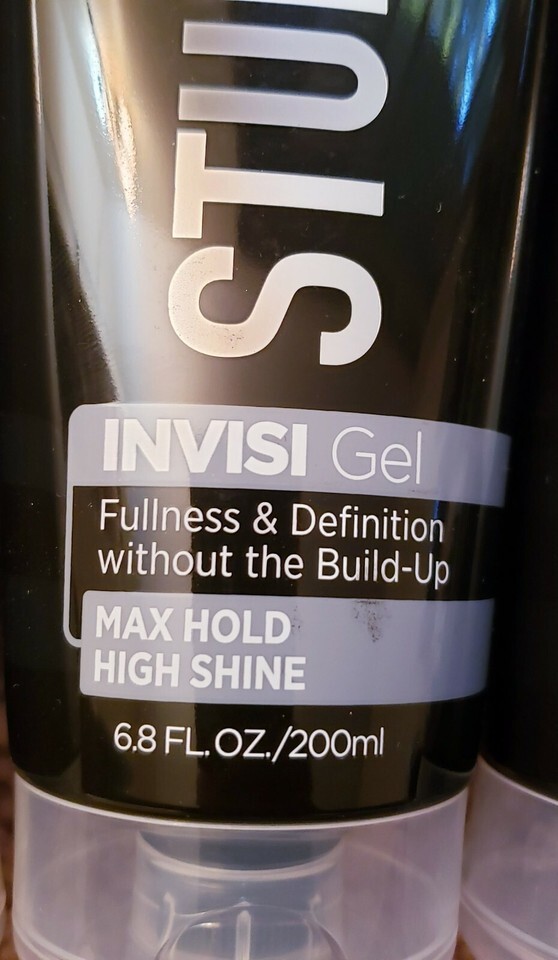 STU
INVISI Gel
Fullness & Definition
without the Build-Up
MAX HOLD
HIGH SHINE
6.8 FL. OZ./200ml